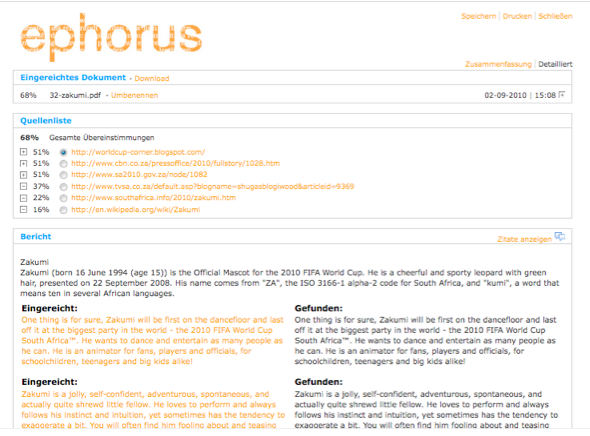 Speichern | Drucken | Schließen
ephorus
Zusammenfassung | Detailliert
Eingereichtes Dokument - Download
68% 32-zakumi.pdf - Umbenennen 02-09-2010 | 15:08
Quellenliste
68% Gesamte Übereinstimmungen
51% http://worldcup-corner.blogspot.com/
51% http://www.cbn.co.za/pressoffice/2010/fullstory/1028.htm
51% http://www.sa2010.gov.za/node/1082
37% http://www.tvsa.co.za/default.asp?blogname=shugasblogiwood&articleid=9369
22% http://www.southafrica.info/2010/zakumi.htm
16% http://en.wikipedia.org/wiki/Zakumi
Bericht Zitate anzeigen
Zakumi
Zakumi (born 16 June 1994 (age 15)) is the Official Mascot for the 2010 FIFA World Cup. He is a cheerful and sporty leopard with green
hair, presented on 22 September 2008. His name comes from "ZA", the ISO 3166-1 alpha-2 code for South Africa, and "kumi", a word that
means ten in several African languages.
Eingereicht:
One thing is for sure, Zakumi will be first on the dancefloor and last
off it at the biggest party in the world - the 2010 FIFA World Cup
South Africa™. He wants to dance and entertain as many people as
he can. He is an animator for fans, players and officials, for
schoolchildren, teenagers and big kids alike!
Gefunden:
One thing is for sure, Zakumi will be first on the dancefloor and last
off it at the biggest party in the world - the 2010 FIFA World Cup
South Africa™. He wants to dance and entertain as many people as
he can. He is an animator for fans, players and officials, for
schoolchildren, teenagers and big kids alike!
Eingereicht:
Zakumi is a jolly, self-confident, adventurous, spontaneous, and
actually quite shrewd little fellow. He loves to perform and always
follows his instinct and intuition, yet sometimes has the tendency to
exaggerate a bit. You will often find him fooling about and teasing
Gefunden:
Zakumi is a jolly, self-confident, adventurous, spontaneous, and
actually quite shrewd little fellow. He loves to perform and always
follows his instinct and intuition, yet sometimes has the tendency to
exaggerate a bit. You will often find him fooling about and teasing